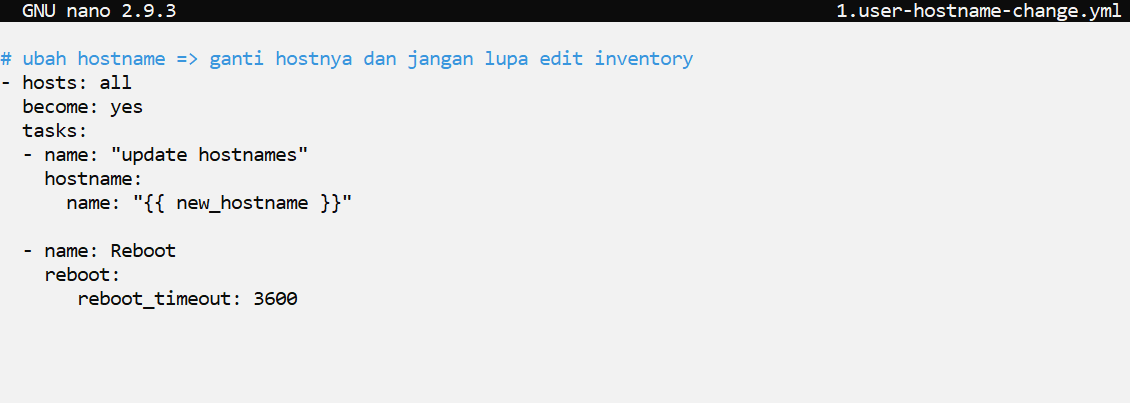 GNU nano 2.9.3 1.user-hostname-change.yml
# ubah hostname => ganti hostnya dan jangan lupa edit inventory
- hosts: all
  become: yes
  tasks:
  - name: "update hostnames"
    hostname:
      name: "{{ new_hostname }}"
  - name: Reboot
    reboot:
       reboot_timeout: 3600